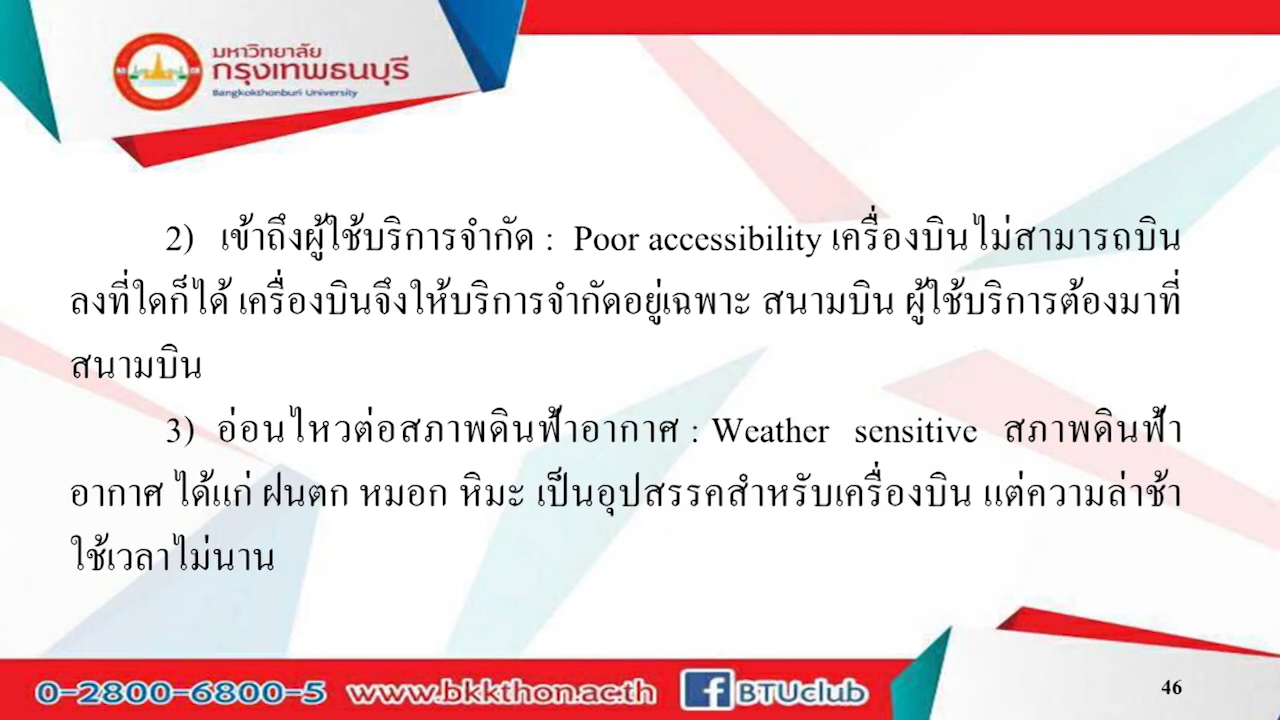 มหาวิทยาลัย
กรุงเทพธนบุรี
Bangkokthonburi University
2) เข้าถึงผู้ใช้บริการจำกัด : Poor accessibility เครื่องบินไม่สามารถบิน
ลงที่ใดก็ได้ เครื่องบินจึงให้บริการจำกัดอยู่เฉพาะ สนามบิน ผู้ใช้บริการต้องมาที่
สนามบิน
3) อ่อนไหวต่อสภาพดินฟ้าอากาศ : Weather sensitive สภาพดินฟ้า
อากาศ ได้แก่ ฝนตก หมอก หิมะ เป็นอุปสรรคสำหรับเครื่องบิน แต่ความล่าช้า
ใช้เวลาไม่นาน
0-2800-6800-5 www.bkkthon.ac.th f BTUclub
46